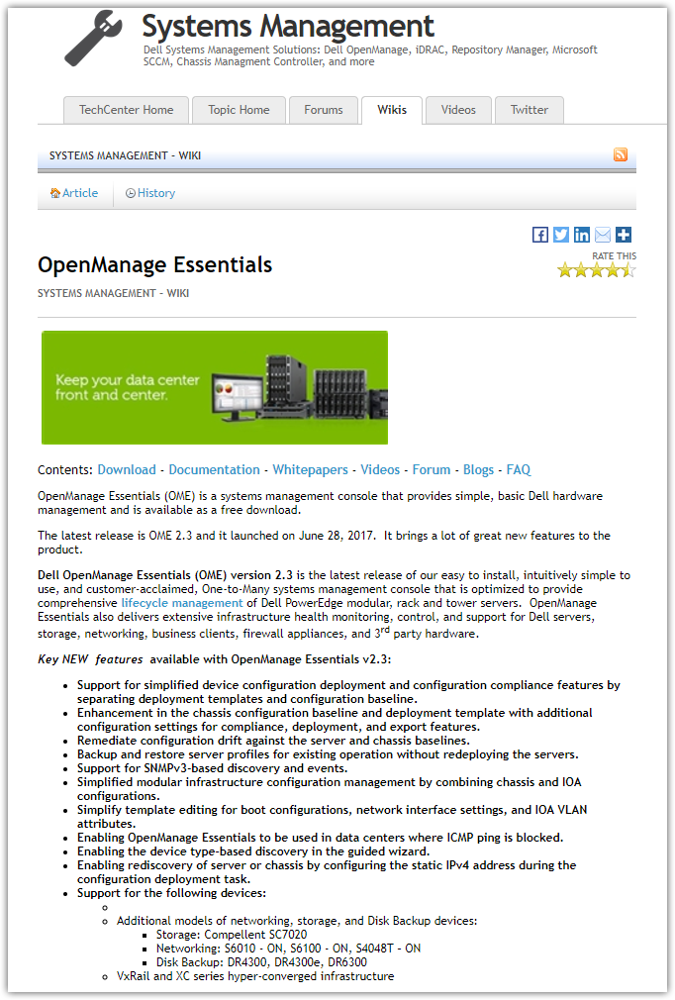 Systems Management
Dell Systems Management Solutions: Dell OpenManage, iDRAC, Repository Manager, Microsoft
SCCM, Chassis Managment Controller, and more
TechCenter Home
Topic Home
Forums
Wikis
Videos
Twitter
SYSTEMS MANAGEMENT - WIKI
Article
History
RATE THIS
OpenManage Essentials
SYSTEMS MANAGEMENT - WIKI
Keep your data center
front and center.
Contents: Download - Documentation - Whitepapers - Videos - Forum - Blogs - FAQ
OpenManage Essentials (OME) is a systems management console that provides simple, basic Dell hardware
management and is available as a free download.
The latest release is OME 2.3 and it launched on June 28, 2017.  It brings a lot of great new features to the
product.
Dell OpenManage Essentials (OME) version 2.3 is the latest release of our easy to install, intuitively simple to
use, and customer-acclaimed, One-to-Many systems management console that is optimized to provide
comprehensive lifecycle management of Dell PowerEdge modular, rack and tower servers.  OpenManage
Essentials also delivers extensive infrastructure health monitoring, control, and support for Dell servers,
storage, networking, business clients, firewall appliances, and 3rd party hardware.
Key NEW  features  available with OpenManage Essentials v2.3:
• Support for simplified device configuration deployment and configuration compliance features by
separating deployment templates and configuration baseline.
• Enhancement in the chassis configuration baseline and deployment template with additional
configuration settings for compliance, deployment, and export features.
• Remediate configuration drift against the server and chassis baselines.
• Backup and restore server profiles for existing operation without redeploying the servers.
• Support for SNMPv3-based discovery and events.
• Simplified modular infrastructure configuration management by combining chassis and IOA
configurations.
• Simplify template editing for boot configurations, network interface settings, and IOA VLAN
attributes.
• Enabling OpenManage Essentials to be used in data centers where ICMP ping is blocked.
• Enabling the device type-based discovery in the guided wizard.
• Enabling rediscovery of server or chassis by configuring the static IPv4 address during the
configuration deployment task.
• Support for the following devices:
◦ Additional models of networking, storage, and Disk Backup devices:
▪ Storage: Compellent SC7020
▪ Networking: S6010 - ON, S6100 - ON, S4048T - ON
▪ Disk Backup: DR4300, DR4300e, DR6300
◦ VxRail and XC series hyper-converged infrastructure